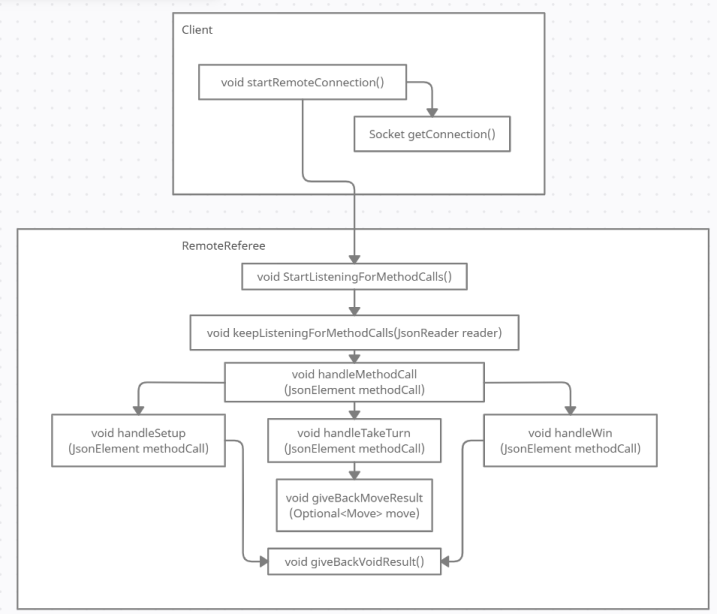 Client
void startRemoteConnection()
Socket getConnection()
RemoteReferee
void StartListeningForMethodCalls()
void keepListeningForMethodCalls(JsonReader reader)
void handleMethodCall
(JsonElement methodCall)
void handleSetup
(JsonElement methodCall)
void handleTakeTurn
(JsonElement methodCall)
void handleWin
(JsonElement methodCall)
void giveBackMoveResult
(Optional<Move> move)
void giveBackVoidResult()